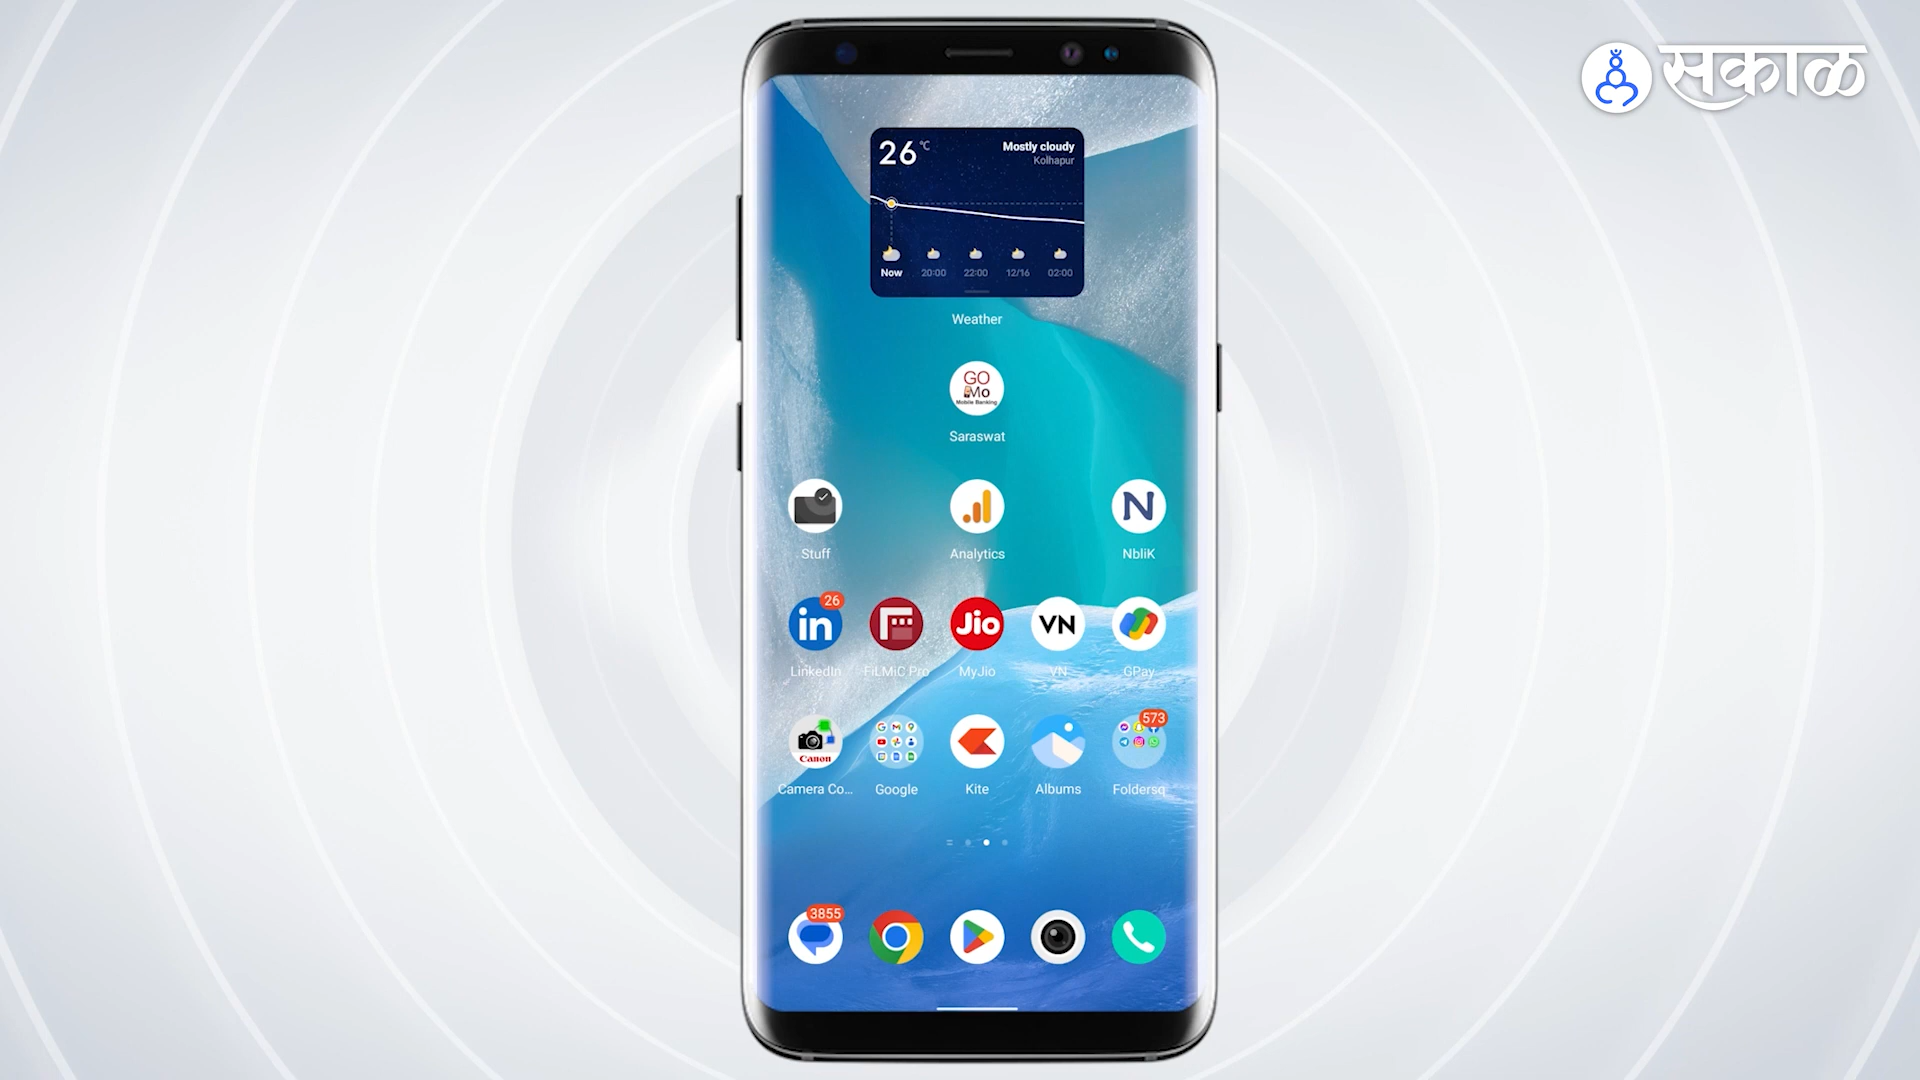 सकाळ
26 °C
Mostly cloudy
Kolhapur
Now 20:00 22:00 12/16 02:00
Weather
GO
Mo
Mobile Banking
Saraswat
N
Stuff Analytics NbliK
26
in Jio VN
LinkedIn FiLMiC Pro MyJio VN GPay
573
Canon
Camera Co... Google Kite Albums Foldersq
3855